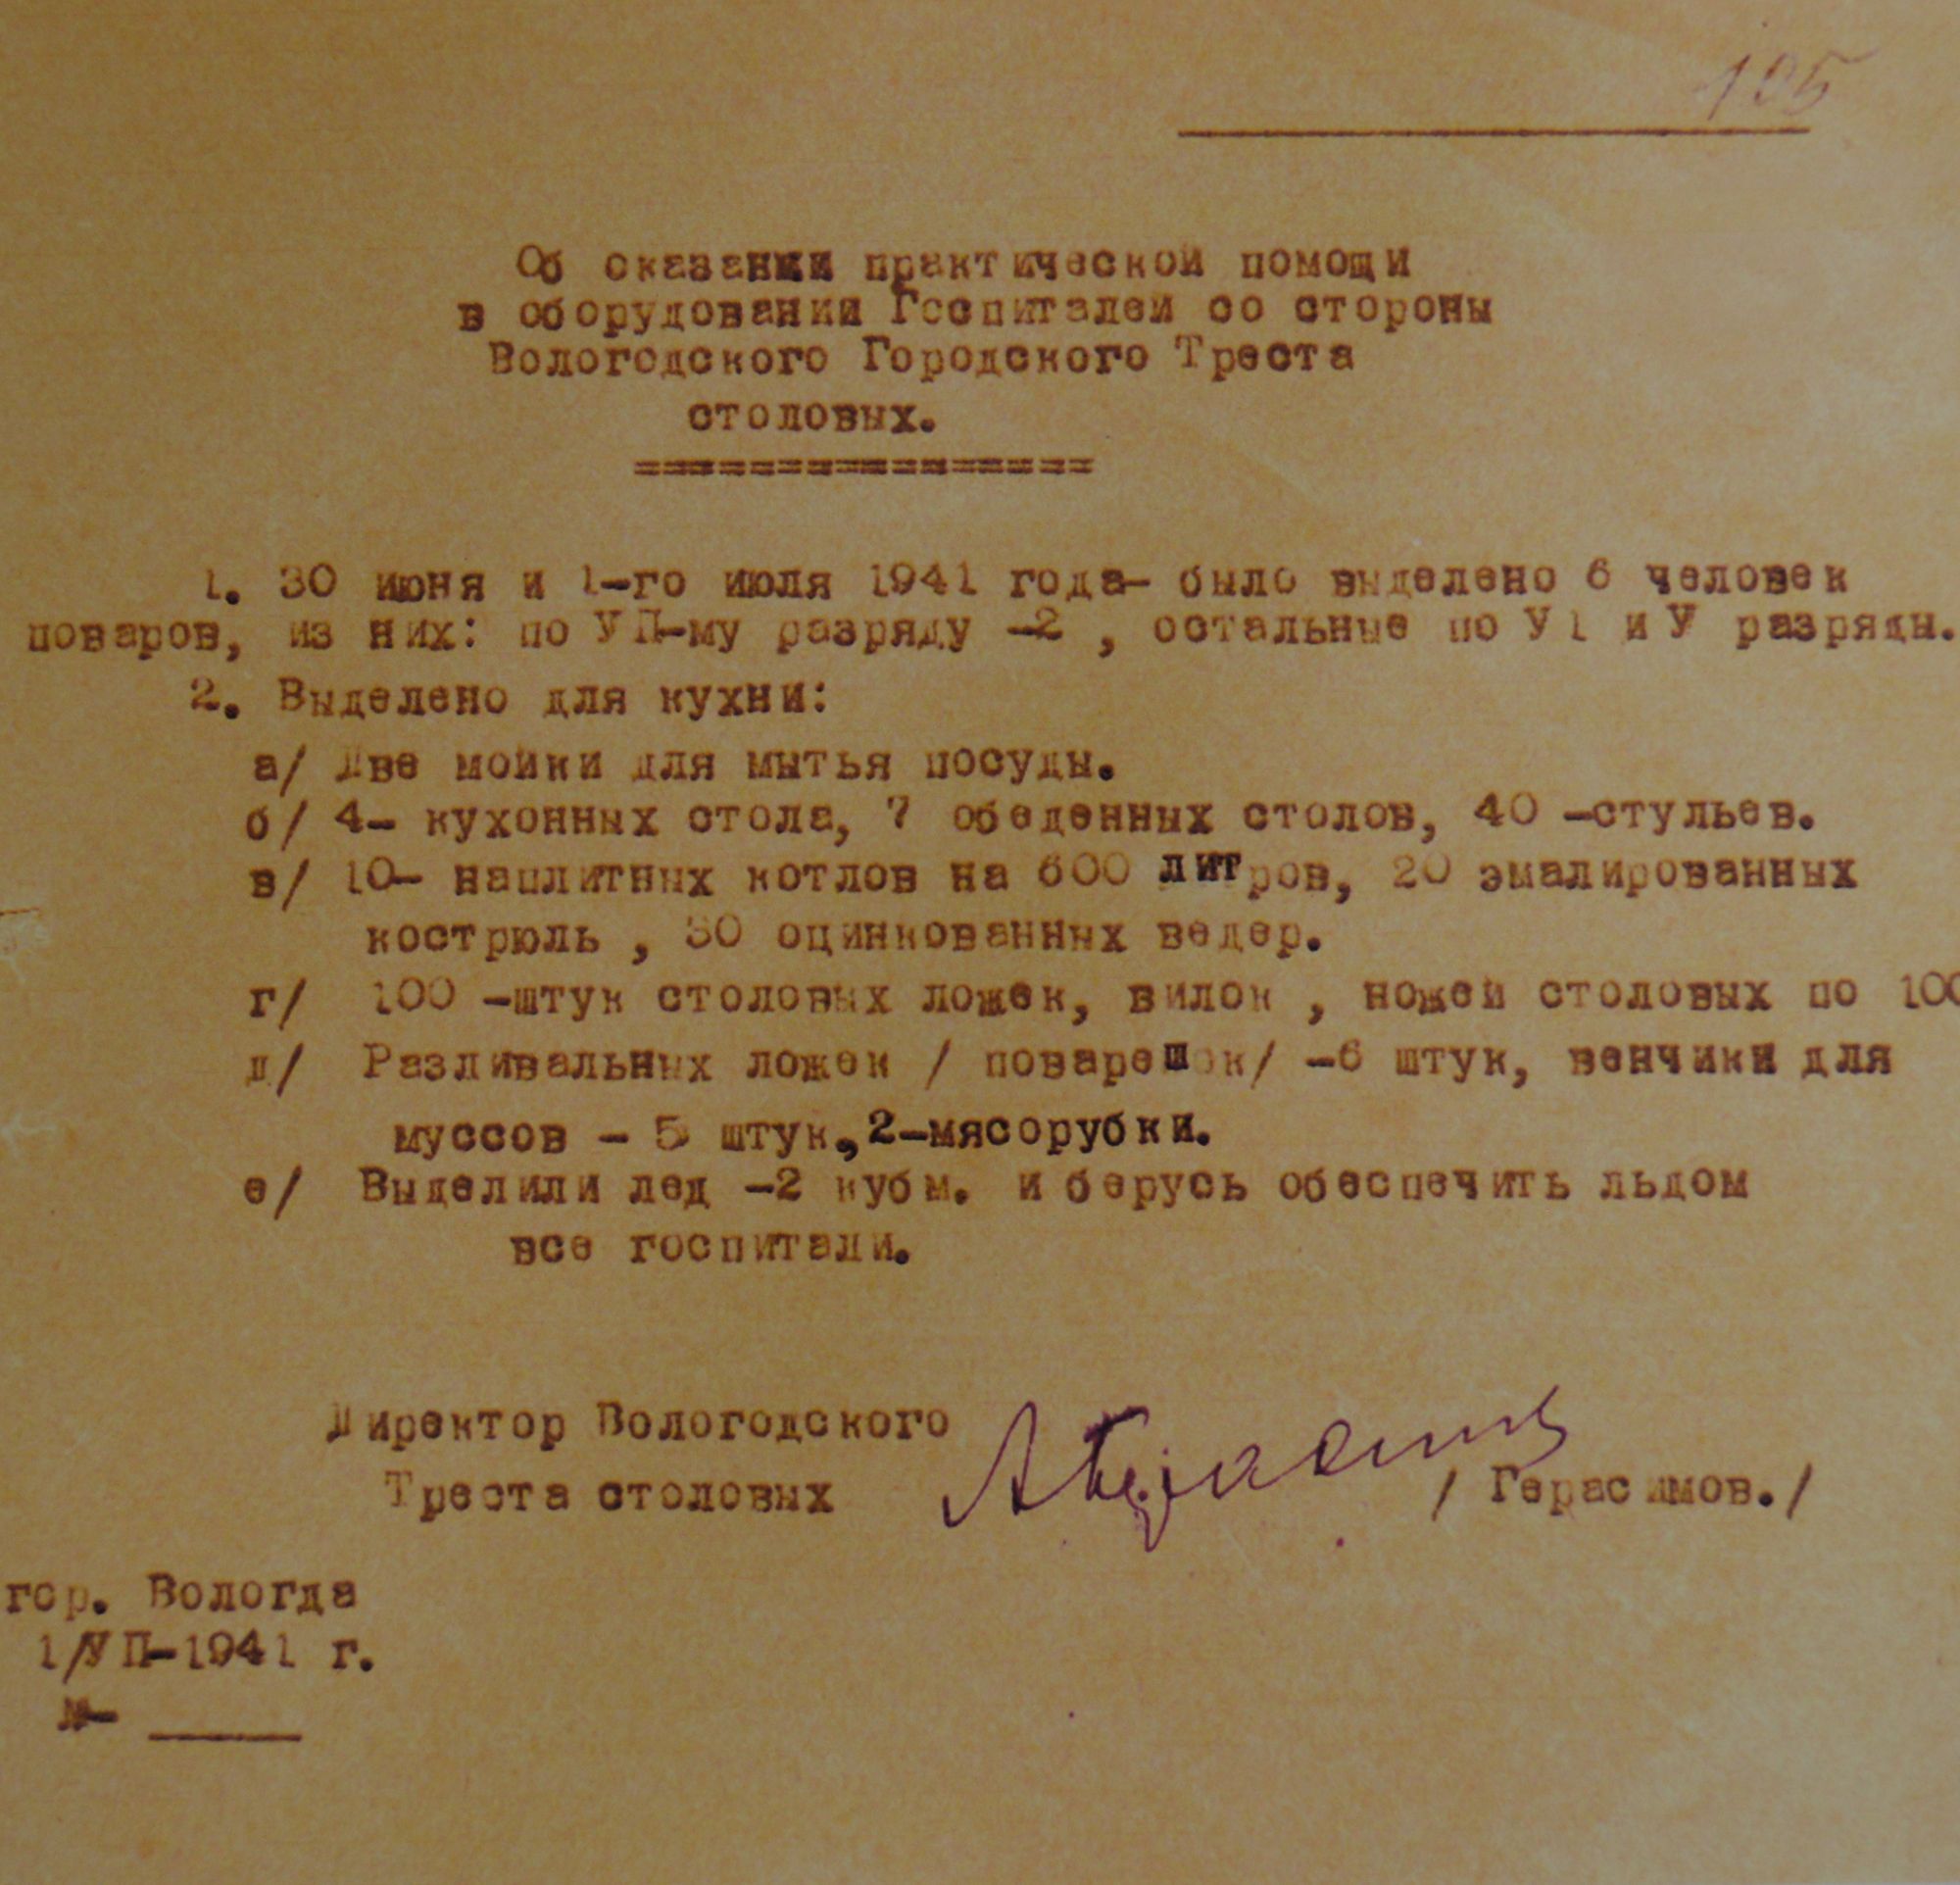 195
Об оказании практической помощи
в оборудовании Госпиталей со стороны
Вологодского Городского Треста
столовых.
================
1. 30 июня и 1-го июля 1941 года- было выделено 6 человек
поваров, из них: по УП-му разряду -2 , остальные по У1 и У разряды.
2. Выделено для кухни:
а/ Две мойки для мытья посуды.
б/ 4- кухонных стола, 7 обеденных столов, 40 -стульев.
в/ 10- наплитных котлов на 600 литров, 20 эмалированных
кострюль , 30 оцинкованных ведер.
г/ 100 -штук столовых ложек, вилок , ножей столовых по 100
д/ Разливальных ложек / поварешек/ -6 штук, венчики для
муссов - 5 штук,2-мясорубки.
е/ Выделили лед -2 кубм. и берусь обеспечить льдом
все госпитали.
Директор Вологодского
Треста столовых / Герасимов./
гор. Вологда
1/УП-1941 г.
№-